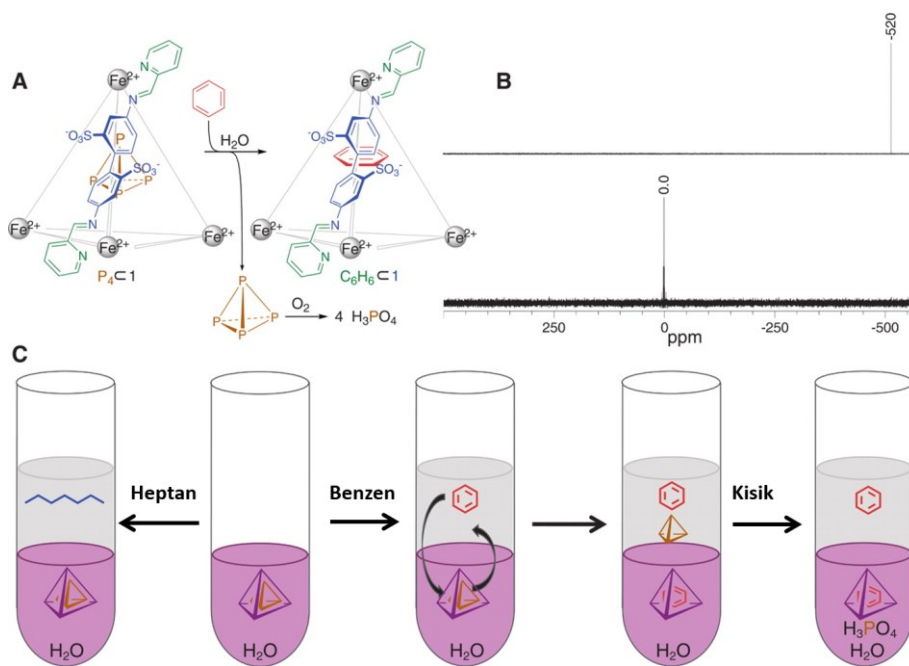 A
Fe²⁺
N
N
⁻O₃S
SO₃⁻
P
P
P
P
N
N
Fe²⁺
Fe²⁺
Fe²⁺
P₄⊂1
H₂O
Fe²⁺
N
N
⁻O₃S
SO₃⁻
N
N
Fe²⁺
Fe²⁺
Fe²⁺
C₆H₆⊂1
P
P
P
P
O₂
4 H₃PO₄
B
-520
0.0
250
0
-250
-500
ppm
C
Heptan
Benzen
Kisik
H₂O
H₂O
H₂O
H₂O
H₃PO₄
H₂O